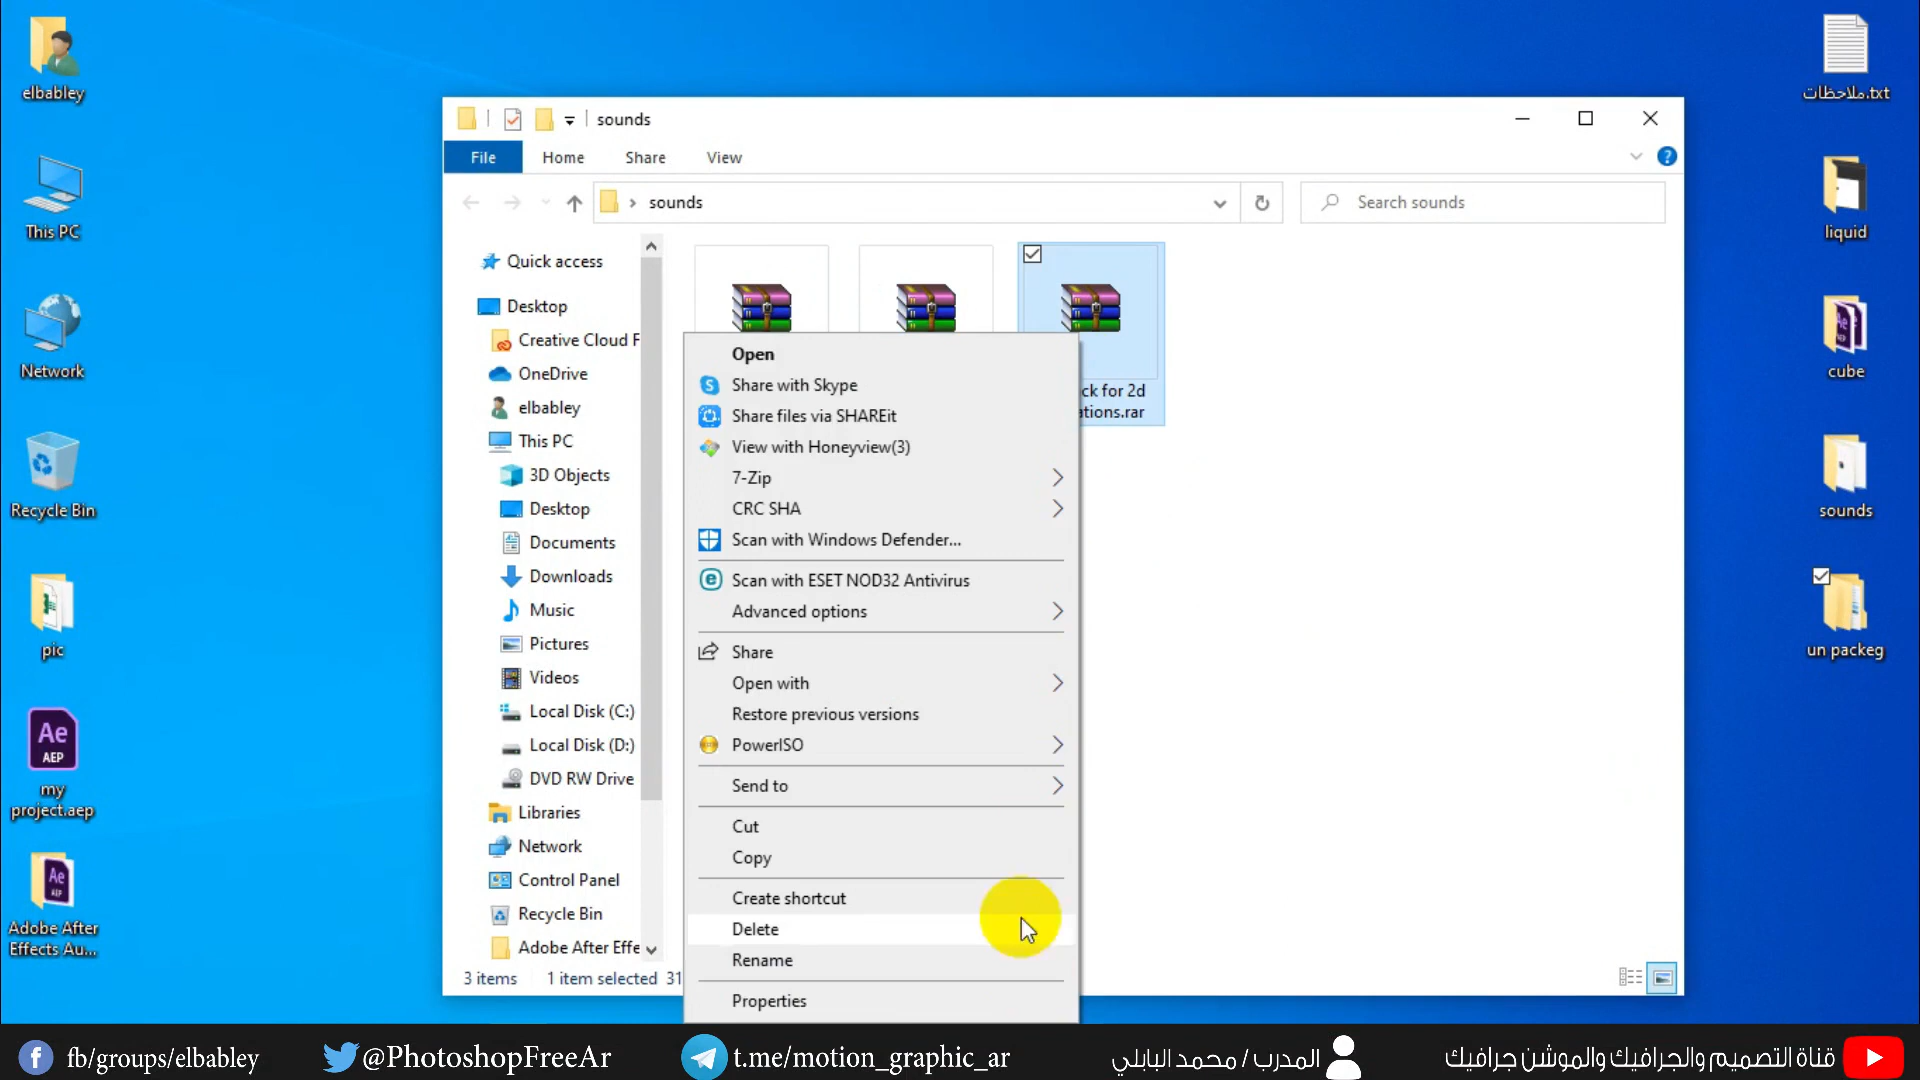 elbabley
This PC
Network
Recycle Bin
pic
Ae
AEP
my
project.aep
Ae
Adobe After
Effects Au...
sounds
File
Home
Share
View
sounds
Search sounds
Quick access
Desktop
Creative Cloud F
OneDrive
elbabley
This PC
3D Objects
Desktop
Documents
Downloads
Music
Pictures
Videos
Local Disk (C:)
Local Disk (D:)
DVD RW Drive
Libraries
Network
Control Panel
Recycle Bin
Adobe After Effe
3 items
1 item selected
31
ck for 2d
ations.rar
Open
Share with Skype
Share files via SHAREit
View with Honeyview(3)
7-Zip
CRC SHA
Scan with Windows Defender...
Scan with ESET NOD32 Antivirus
Advanced options
Share
Open with
Restore previous versions
PowerISO
Send to
Cut
Copy
Create shortcut
Delete
Rename
Properties
ملاحظات.txt
liquid
Ae
cube
sounds
un packeg
fb/groups/elbabley
@PhotoshopFreeAr
t.me/motion_graphic_ar
المدرب / محمد البابلي
قناة التصميم والجرافيك والموشن جرافيك